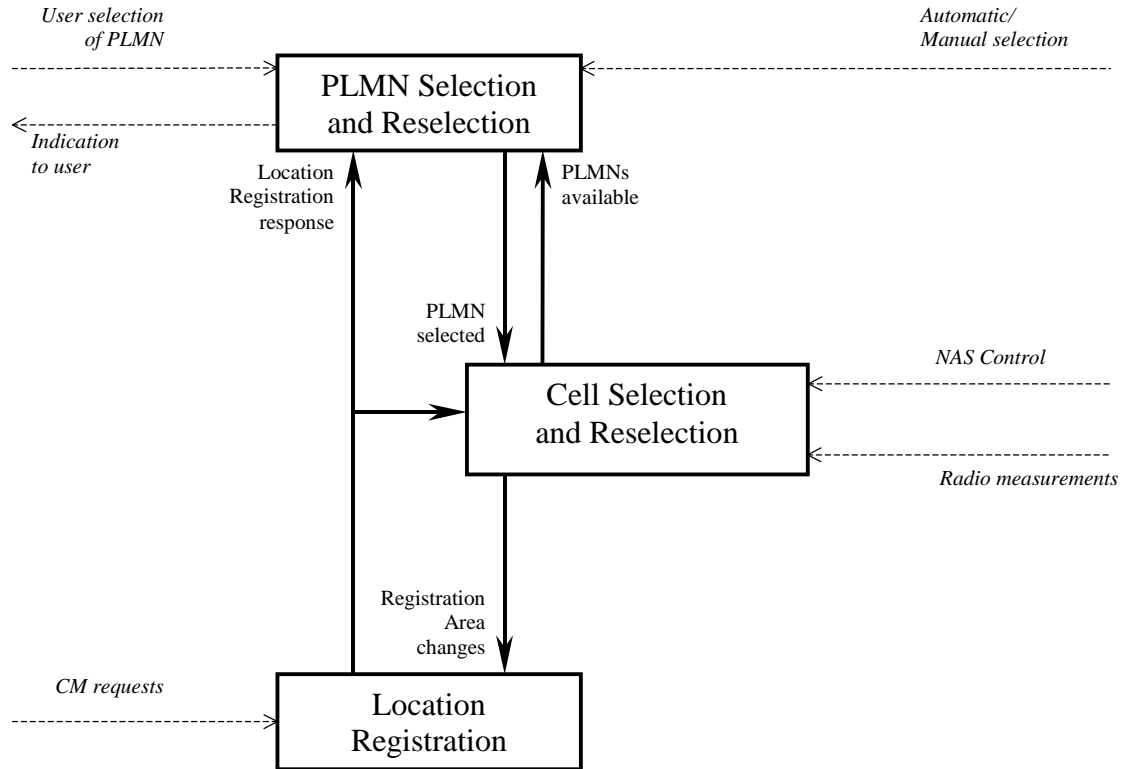 User selection
of PLMN
Automatic/
Manual selection
PLMN Selection
and Reselection
Indication
to user
Location
Registration
response
PLMNs
available
PLMN
selected
NAS Control
Cell Selection
and Reselection
Radio measurements
Registration
Area
changes
CM requests
Location
Registration